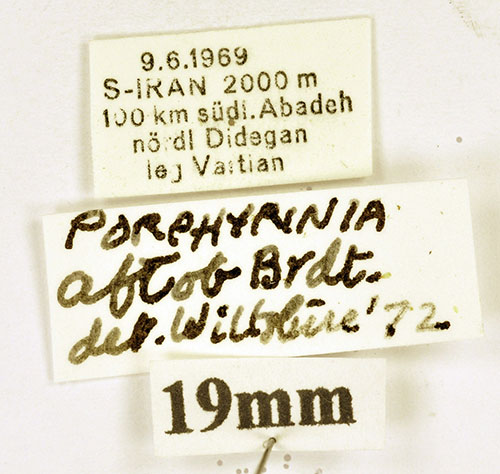 9.6.1969
S-IRAN 2000 m
100 km südl. Abadeh
nördl Didegan
leg Vartian
PORPHYRINIA
aftob Brdt.
det. Wiltshire '72.
19mm